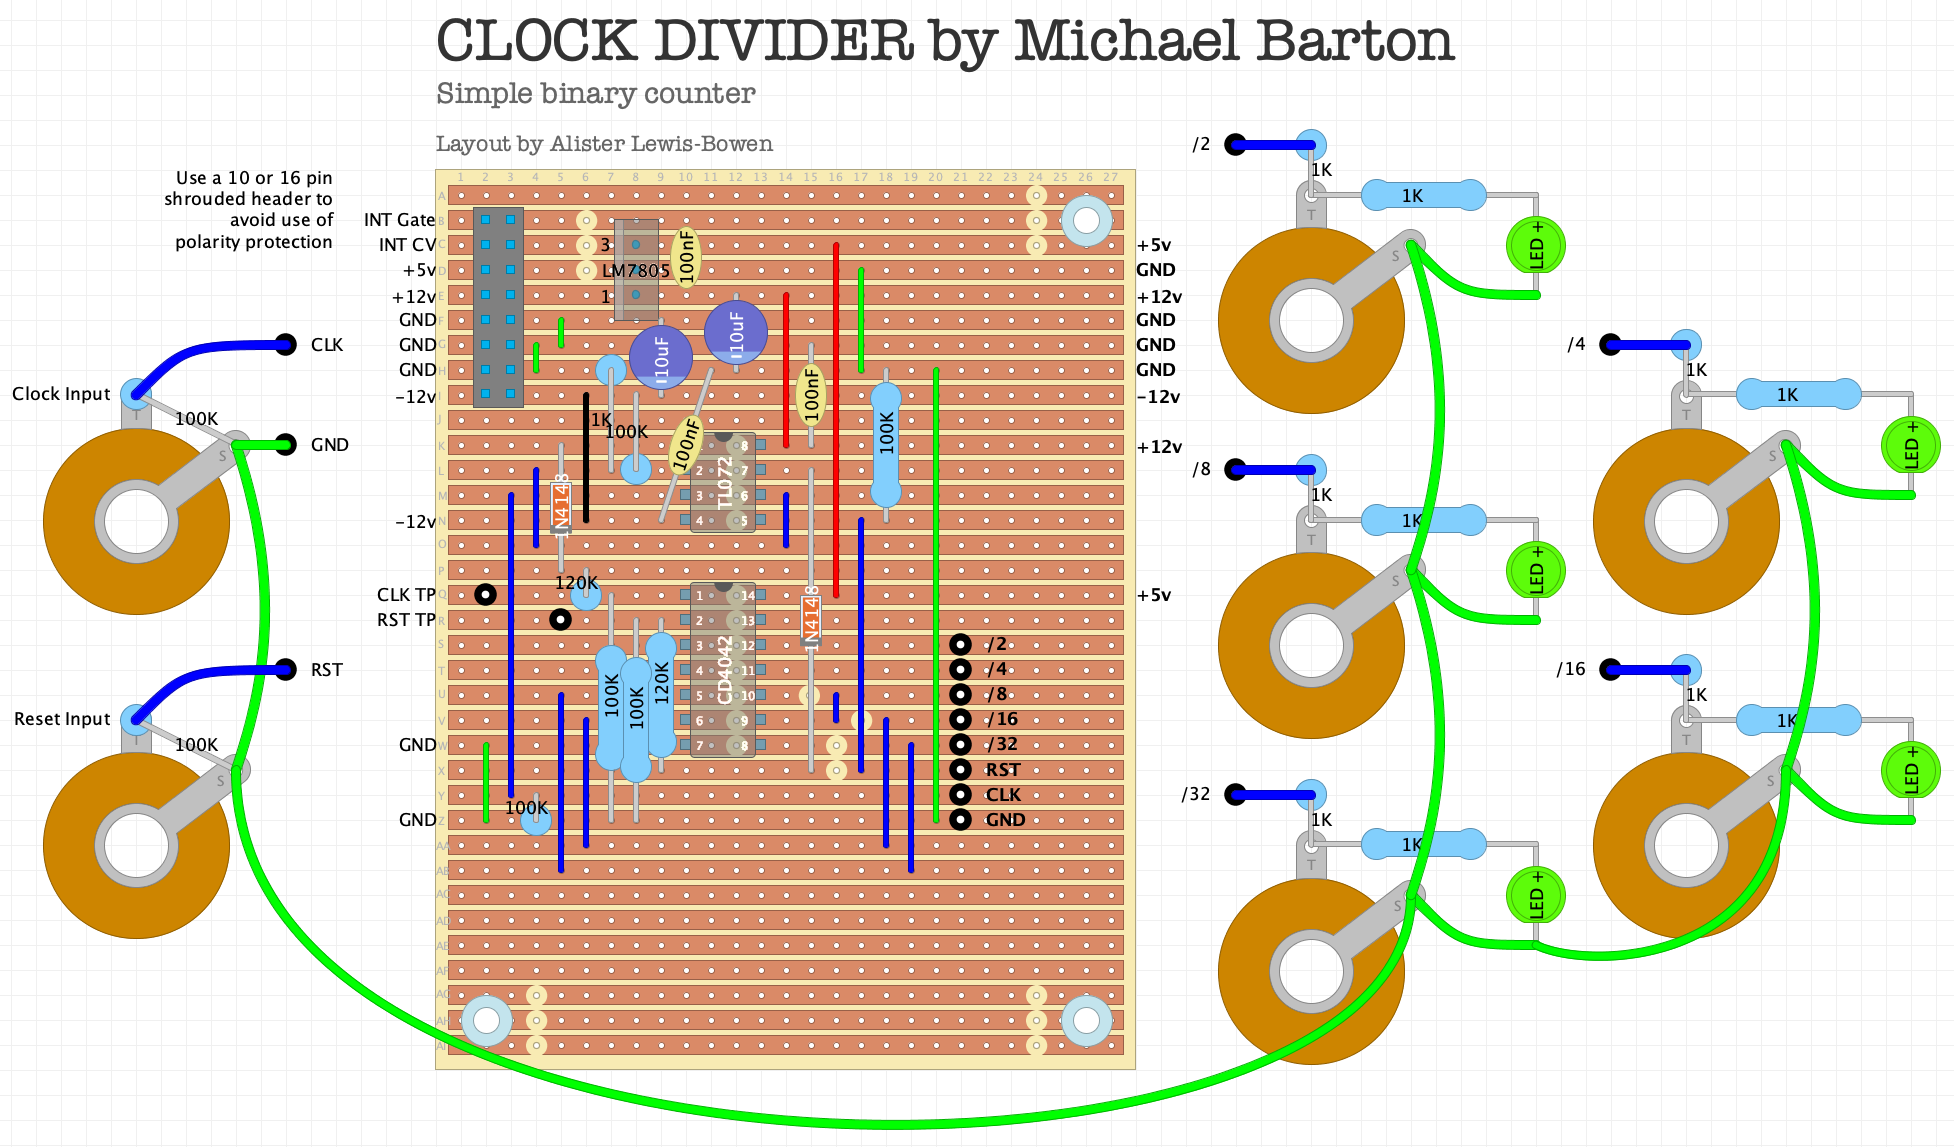 CLOCK DIVIDER by Michael Barton
Simple binary counter
Layout by Alister Lewis-Bowen
Use a 10 or 16 pin
shrouded header to
avoid use of
polarity protection
1 2 3 4 5 6 7 8 9 10 11 12 13 14 15 16 17 18 19 20 21 22 23 24 25 26 27
A
INT Gate B
INT CV C 3 100nF +5v
+5v D LM7805 GND
+12v E 1 +12v
GND F 10uF GND
GND G 10uF GND
GND H GND
-12v I -12v
J 1K 100K 100nF 100K
K 100nF 8 +12v
L 2 7
M 1N4148 3 TL072 6
-12v N 4 5
O
P
120K
CLK TP Q 1 14 +5v
RST TP R 2 13 1N4148
S 3 12 /2
T 4 CD4042 11 /4
U 100K 100K 120K 5 10 /8
V 6 9 /16
GND W 7 8 /32
X RST
Y 100K CLK
GND Z GND
AA
AB
AC
AD
AE
AF
AG
AH
AI
CLK
Clock Input
T
100K
S
GND
RST
Reset Input
T
100K
S
/2
1K
1K
T
S
LED +
/4
1K
1K
T
S
LED +
/8
1K
1K
T
S
LED +
/16
1K
1K
T
S
LED +
/32
1K
1K
T
S
LED +